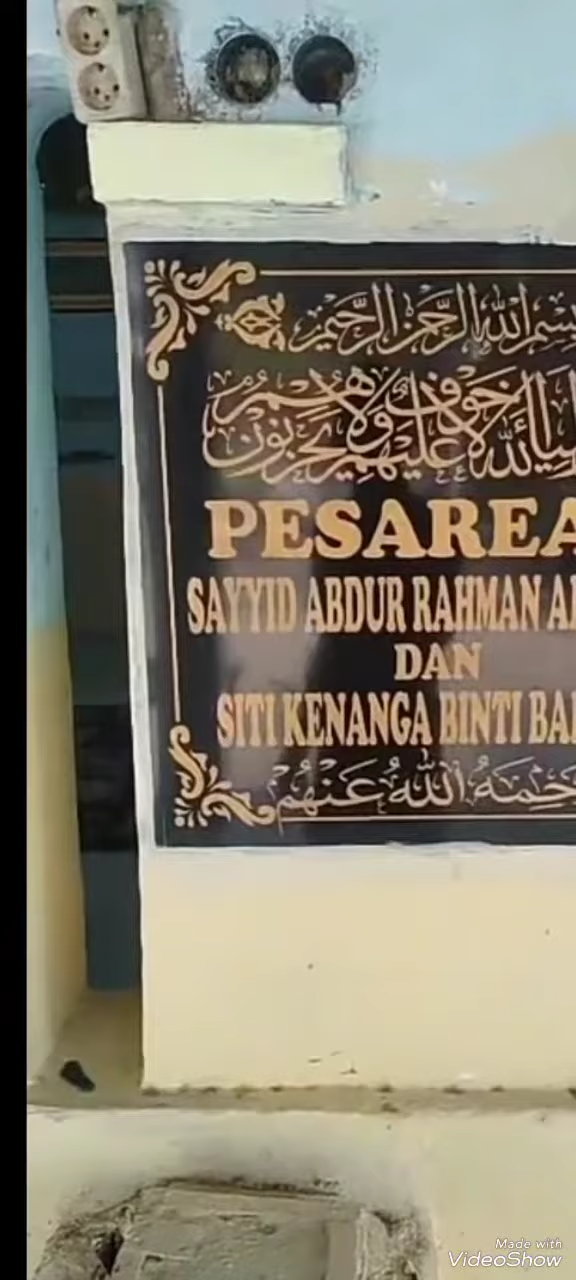 بسم الله الرحمن الرحيم
لا خوف عليهم ولا هم يحزنون
PESAREA
SAYYID ABDUR RAHMAN
DAN
SITI KENANGA BINTI
رحمه الله عنهم
Made with
VideoShow